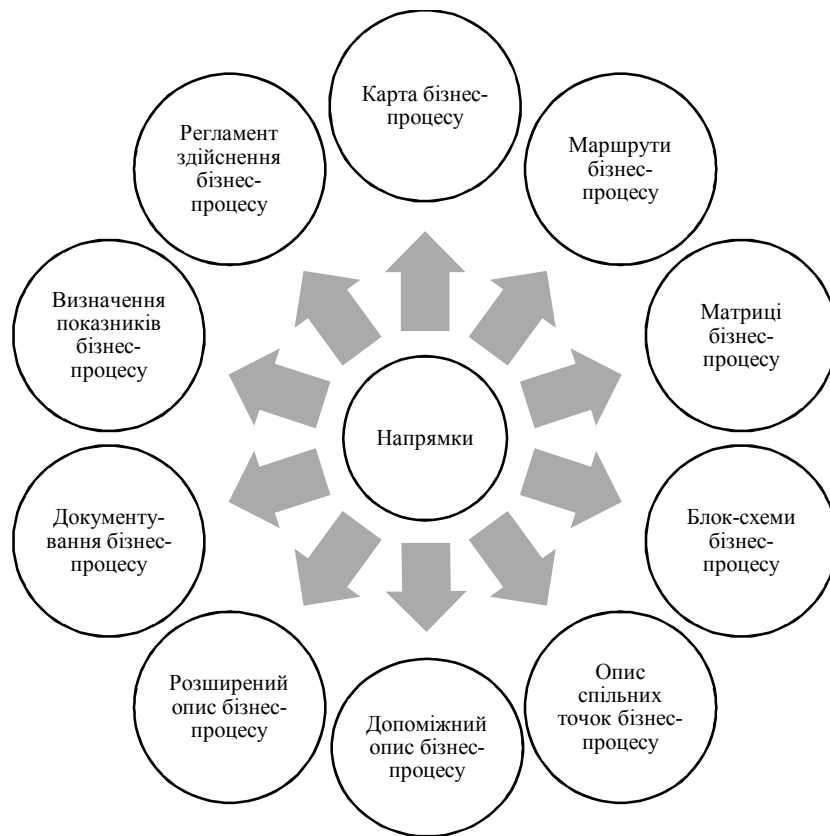 Карта бізнес-
процесу
Маршрути
бізнес-
процесу
Матриці
бізнес-
процесу
Блок-схеми
бізнес-
процесу
Опис
спільних
точок бізнес-
процесу
Допоміжний
опис бізнес-
процесу
Розширений
опис бізнес-
процесу
Документу-
вання бізнес-
процесу
Визначення
показників
бізнес-
процесу
Регламент
здійснення
бізнес-
процесу
Напрямки